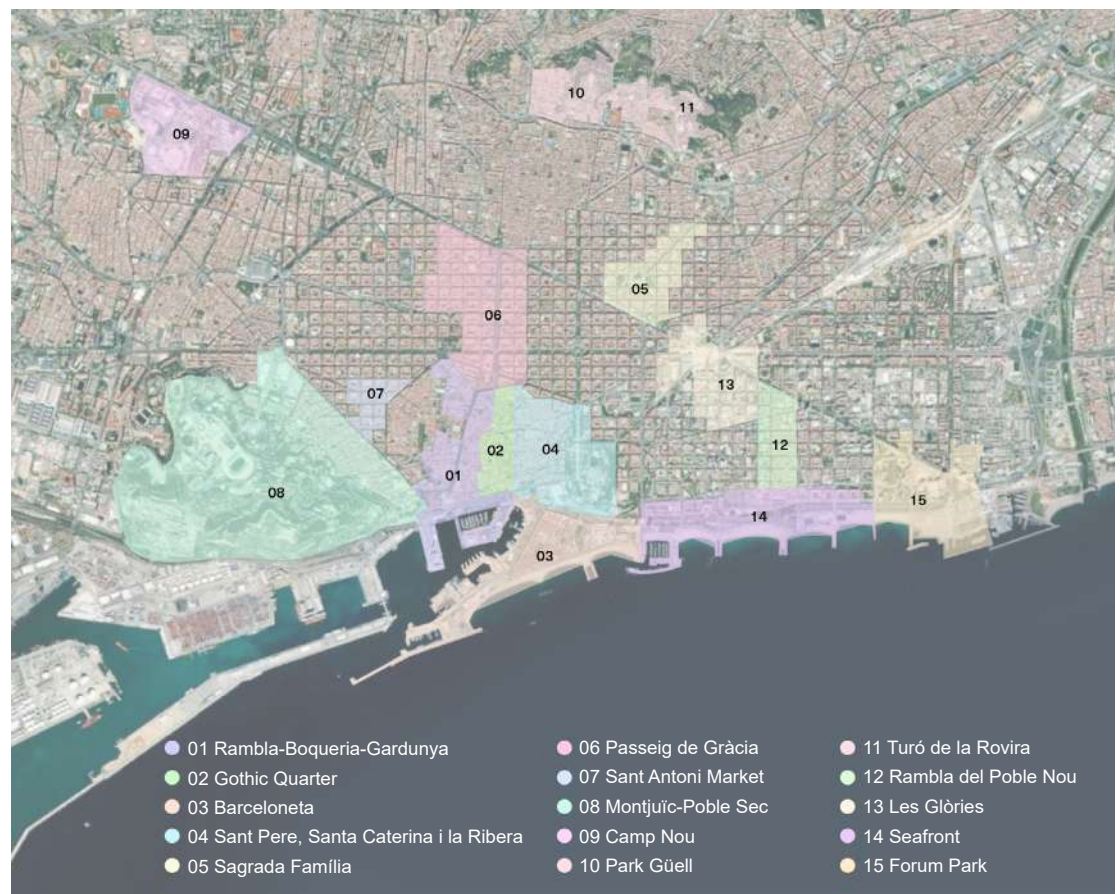 10
11
09
05
06
13
07
12
02
04
01
08
15
14
03
01 Rambla-Boqueria-Gardunya
02 Gothic Quarter
03 Barceloneta
04 Sant Pere, Santa Caterina i la Ribera
05 Sagrada Família
06 Passeig de Gràcia
07 Sant Antoni Market
08 Montjuïc-Poble Sec
09 Camp Nou
10 Park Güell
11 Turó de la Rovira
12 Rambla del Poble Nou
13 Les Glòries
14 Seafront
15 Forum Park